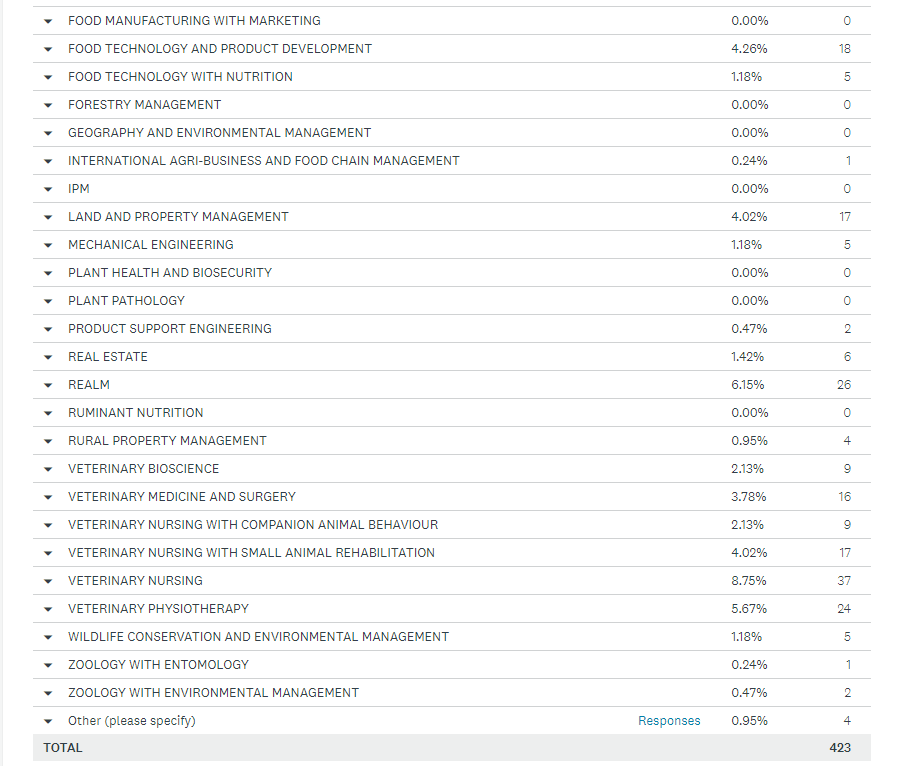 FOOD MANUFACTURING WITH MARKETING 0.00% 0
FOOD TECHNOLOGY AND PRODUCT DEVELOPMENT 4.26% 18
FOOD TECHNOLOGY WITH NUTRITION 1.18% 5
FORESTRY MANAGEMENT 0.00% 0
GEOGRAPHY AND ENVIRONMENTAL MANAGEMENT 0.00% 0
INTERNATIONAL AGRI-BUSINESS AND FOOD CHAIN MANAGEMENT 0.24% 1
IPM 0.00% 0
LAND AND PROPERTY MANAGEMENT 4.02% 17
MECHANICAL ENGINEERING 1.18% 5
PLANT HEALTH AND BIOSECURITY 0.00% 0
PLANT PATHOLOGY 0.00% 0
PRODUCT SUPPORT ENGINEERING 0.47% 2
REAL ESTATE 1.42% 6
REALM 6.15% 26
RUMINANT NUTRITION 0.00% 0
RURAL PROPERTY MANAGEMENT 0.95% 4
VETERINARY BIOSCIENCE 2.13% 9
VETERINARY MEDICINE AND SURGERY 3.78% 16
VETERINARY NURSING WITH COMPANION ANIMAL BEHAVIOUR 2.13% 9
VETERINARY NURSING WITH SMALL ANIMAL REHABILITATION 4.02% 17
VETERINARY NURSING 8.75% 37
VETERINARY PHYSIOTHERAPY 5.67% 24
WILDLIFE CONSERVATION AND ENVIRONMENTAL MANAGEMENT 1.18% 5
ZOOLOGY WITH ENTOMOLOGY 0.24% 1
ZOOLOGY WITH ENVIRONMENTAL MANAGEMENT 0.47% 2
Other (please specify) Responses 0.95% 4
TOTAL 423